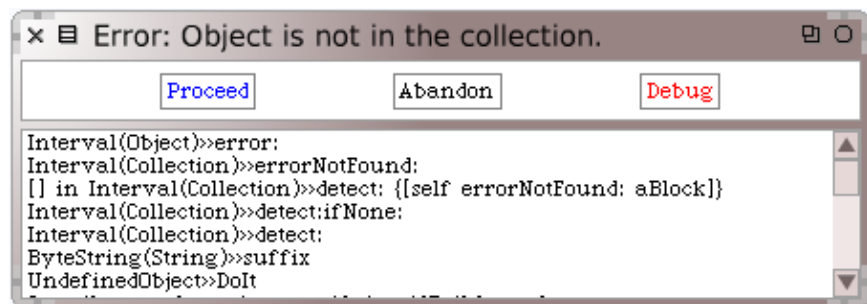 Error: Object is not in the collection.
Proceed Abandon Debug
Interval(Object)>>error:
Interval(Collection)>>errorNotFound:
[] in Interval(Collection)>>detect: {[self errorNotFound: aBlock]}
Interval(Collection)>>detect:ifNone:
Interval(Collection)>>detect:
ByteString(String)>>suffix
UndefinedObject>>DoIt